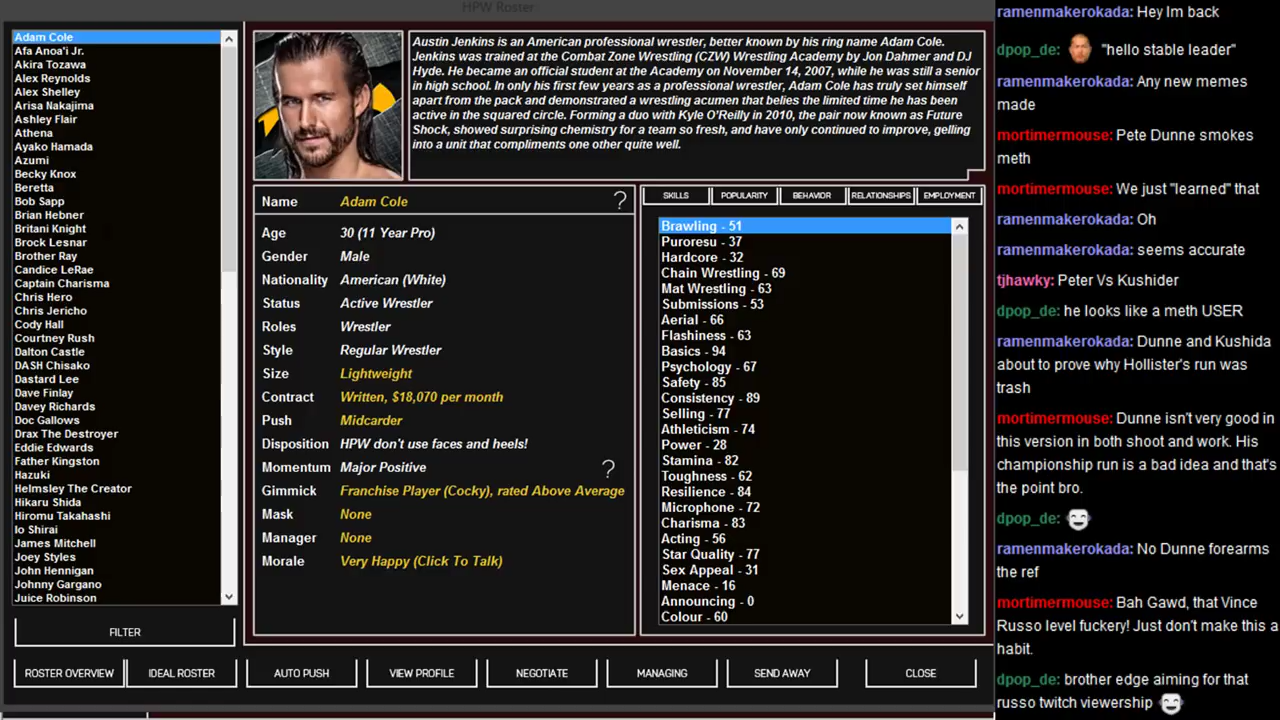 HPW Roster
Adam Cole
Afa Anoa'i Jr.
Akira Tozawa
Alex Reynolds
Alex Shelley
Arisa Nakajima
Ashley Flair
Athena
Ayako Hamada
Azumi
Becky Knox
Beretta
Bob Sapp
Brian Hebner
Britani Knight
Brock Lesnar
Brother Ray
Candice LeRae
Captain Charisma
Chris Hero
Chris Jericho
Cody Hall
Courtney Rush
Dalton Castle
DASH Chisako
Dastard Lee
Dave Finlay
Davey Richards
Doc Gallows
Drax The Destroyer
Eddie Edwards
Father Kingston
Hazuki
Helmsley The Creator
Hikaru Shida
Hiromu Takahashi
Io Shirai
James Mitchell
Joey Styles
John Hennigan
Johnny Gargano
Juice Robinson
FILTER
Austin Jenkins is an American professional wrestler, better known by his ring name Adam Cole.
Jenkins was trained at the Combat Zone Wrestling (CZW) Wrestling Academy by Jon Dahmer and DJ
Hyde. He became an official student at the Academy on November 14, 2007, while he was still a senior
in high school. In only his first few years as a professional wrestler, Adam Cole has truly set himself
apart from the pack and demonstrated a wrestling acumen that belies the limited time he has been
active in the squared circle. Forming a duo with Kyle O'Reilly in 2010, the pair now known as Future
Shock, showed surprising chemistry for a team so fresh, and have only continued to improve, gelling
into a unit that compliments one other quite well.
Name Adam Cole ?
Age 30 (11 Year Pro)
Gender Male
Nationality American (White)
Status Active Wrestler
Roles Wrestler
Style Regular Wrestler
Size Lightweight
Contract Written, $18,070 per month
Push Midcarder
Disposition HPW don't use faces and heels!
Momentum Major Positive ?
Gimmick Franchise Player (Cocky), rated Above Average
Mask None
Manager None
Morale Very Happy (Click To Talk)
SKILLS POPULARITY BEHAVIOR RELATIONSHIPS EMPLOYMENT
Brawling - 51
Puroresu - 37
Hardcore - 32
Chain Wrestling - 69
Mat Wrestling - 63
Submissions - 53
Aerial - 66
Flashiness - 63
Basics - 94
Psychology - 67
Safety - 85
Consistency - 89
Selling - 77
Athleticism - 74
Power - 28
Stamina - 82
Toughness - 62
Resilience - 84
Microphone - 72
Charisma - 83
Acting - 56
Star Quality - 77
Sex Appeal - 31
Menace - 16
Announcing - 0
Colour - 60
ROSTER OVERVIEW IDEAL ROSTER AUTO PUSH VIEW PROFILE NEGOTIATE MANAGING SEND AWAY CLOSE
ramenmakerokada: Hey Im back
dpop_de: "hello stable leader"
ramenmakerokada: Any new memes
made
mortimermouse: Pete Dunne smokes
meth
mortimermouse: We just "learned" that
ramenmakerokada: Oh
ramenmakerokada: seems accurate
tjhawky: Peter Vs Kushider
dpop_de: he looks like a meth USER
ramenmakerokada: Dunne and Kushida
about to prove why Hollister's run was
trash
mortimermouse: Dunne isn't very good in
this version in both shoot and work. His
championship run is a bad idea and that's
the point bro.
dpop_de:
ramenmakerokada: No Dunne forearms
the ref
mortimermouse: Bah Gawd, that Vince
Russo level fuckery! Just don't make this a
habit.
dpop_de: brother edge aiming for that
russo twitch viewership